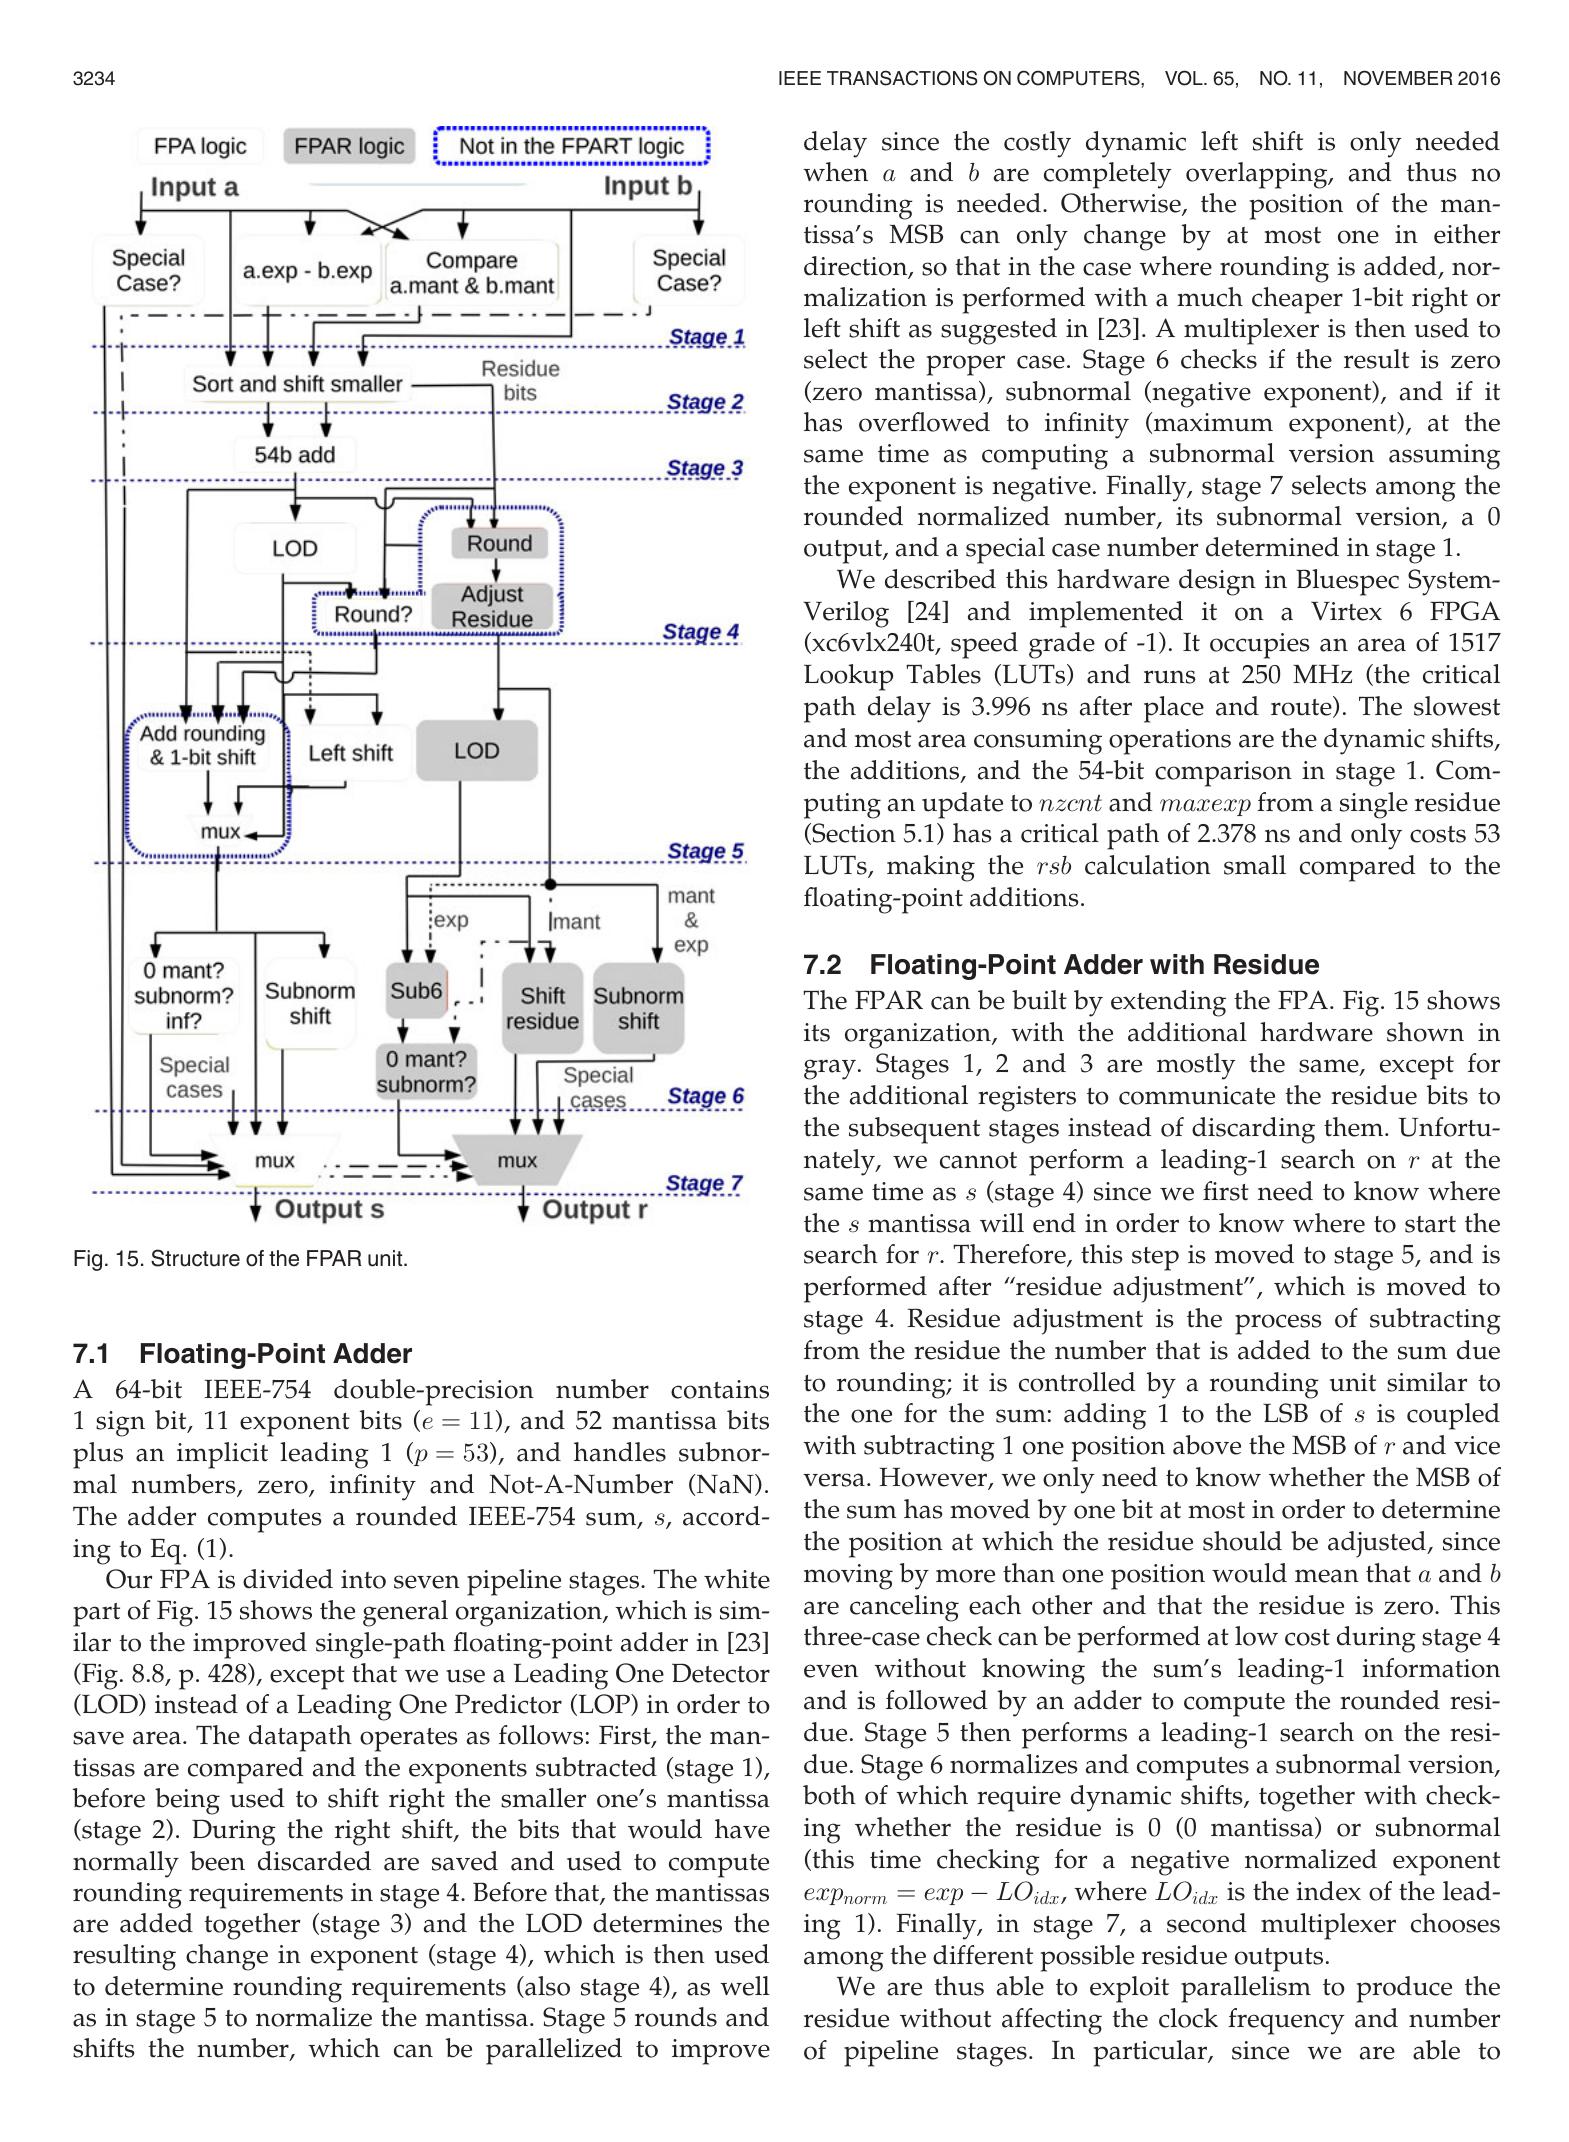 3234
IEEE TRANSACTIONS ON COMPUTERS, VOL. 65, NO. 11, NOVEMBER 2016
FPA logic
FPAR logic
Not in the FPART logic
Input a
Input b
Special
Case?
a.exp - b.exp
Compare
a.mant & b.mant
Special
Case?
Stage 1
Sort and shift smaller
Residue
bits
Stage 2
54b add
Stage 3
LOD
Round
Round?
Adjust
Residue
Stage 4
Add rounding
& 1-bit shift
Left shift
LOD
mux
Stage 5
exp
mant
mant
&
exp
0 mant?
subnorm?
inf?
Subnorm
shift
Sub6
Shift
residue
Subnorm
shift
0 mant?
subnorm?
Special
cases
Special
cases
Stage 6
mux
mux
Stage 7
Output s
Output r
Fig. 15. Structure of the FPAR unit.
7.1 Floating-Point Adder
A 64-bit IEEE-754 double-precision number contains
1 sign bit, 11 exponent bits (e = 11), and 52 mantissa bits
plus an implicit leading 1 (p = 53), and handles subnor-
mal numbers, zero, infinity and Not-A-Number (NaN).
The adder computes a rounded IEEE-754 sum, s, accord-
ing to Eq. (1).
Our FPA is divided into seven pipeline stages. The white
part of Fig. 15 shows the general organization, which is sim-
ilar to the improved single-path floating-point adder in [23]
(Fig. 8.8, p. 428), except that we use a Leading One Detector
(LOD) instead of a Leading One Predictor (LOP) in order to
save area. The datapath operates as follows: First, the man-
tissas are compared and the exponents subtracted (stage 1),
before being used to shift right the smaller one's mantissa
(stage 2). During the right shift, the bits that would have
normally been discarded are saved and used to compute
rounding requirements in stage 4. Before that, the mantissas
are added together (stage 3) and the LOD determines the
resulting change in exponent (stage 4), which is then used
to determine rounding requirements (also stage 4), as well
as in stage 5 to normalize the mantissa. Stage 5 rounds and
shifts the number, which can be parallelized to improve
delay since the costly dynamic left shift is only needed
when a and b are completely overlapping, and thus no
rounding is needed. Otherwise, the position of the man-
tissa's MSB can only change by at most one in either
direction, so that in the case where rounding is added, nor-
malization is performed with a much cheaper 1-bit right or
left shift as suggested in [23]. A multiplexer is then used to
select the proper case. Stage 6 checks if the result is zero
(zero mantissa), subnormal (negative exponent), and if it
has overflowed to infinity (maximum exponent), at the
same time as computing a subnormal version assuming
the exponent is negative. Finally, stage 7 selects among the
rounded normalized number, its subnormal version, a 0
output, and a special case number determined in stage 1.
We described this hardware design in Bluespec System-
Verilog [24] and implemented it on a Virtex 6 FPGA
(xc6vlx240t, speed grade of -1). It occupies an area of 1517
Lookup Tables (LUTs) and runs at 250 MHz (the critical
path delay is 3.996 ns after place and route). The slowest
and most area consuming operations are the dynamic shifts,
the additions, and the 54-bit comparison in stage 1. Com-
puting an update to nzcnt and maxexp from a single residue
(Section 5.1) has a critical path of 2.378 ns and only costs 53
LUTs, making the rsb calculation small compared to the
floating-point additions.
7.2 Floating-Point Adder with Residue
The FPAR can be built by extending the FPA. Fig. 15 shows
its organization, with the additional hardware shown in
gray. Stages 1, 2 and 3 are mostly the same, except for
the additional registers to communicate the residue bits to
the subsequent stages instead of discarding them. Unfortu-
nately, we cannot perform a leading-1 search on r at the
same time as s (stage 4) since we first need to know where
the s mantissa will end in order to know where to start the
search for r. Therefore, this step is moved to stage 5, and is
performed after "residue adjustment", which is moved to
stage 4. Residue adjustment is the process of subtracting
from the residue the number that is added to the sum due
to rounding; it is controlled by a rounding unit similar to
the one for the sum: adding 1 to the LSB of s is coupled
with subtracting 1 one position above the MSB of r and vice
versa. However, we only need to know whether the MSB of
the sum has moved by one bit at most in order to determine
the position at which the residue should be adjusted, since
moving by more than one position would mean that a and b
are canceling each other and that the residue is zero. This
three-case check can be performed at low cost during stage 4
even without knowing the sum's leading-1 information
and is followed by an adder to compute the rounded resi-
due. Stage 5 then performs a leading-1 search on the resi-
due. Stage 6 normalizes and computes a subnormal version,
both of which require dynamic shifts, together with check-
ing whether the residue is 0 (0 mantissa) or subnormal
(this time checking for a negative normalized exponent
exp_norm = exp − LO_idx, where LO_idx is the index of the lead-
ing 1). Finally, in stage 7, a second multiplexer chooses
among the different possible residue outputs.
We are thus able to exploit parallelism to produce the
residue without affecting the clock frequency and number
of pipeline stages. In particular, since we are able to